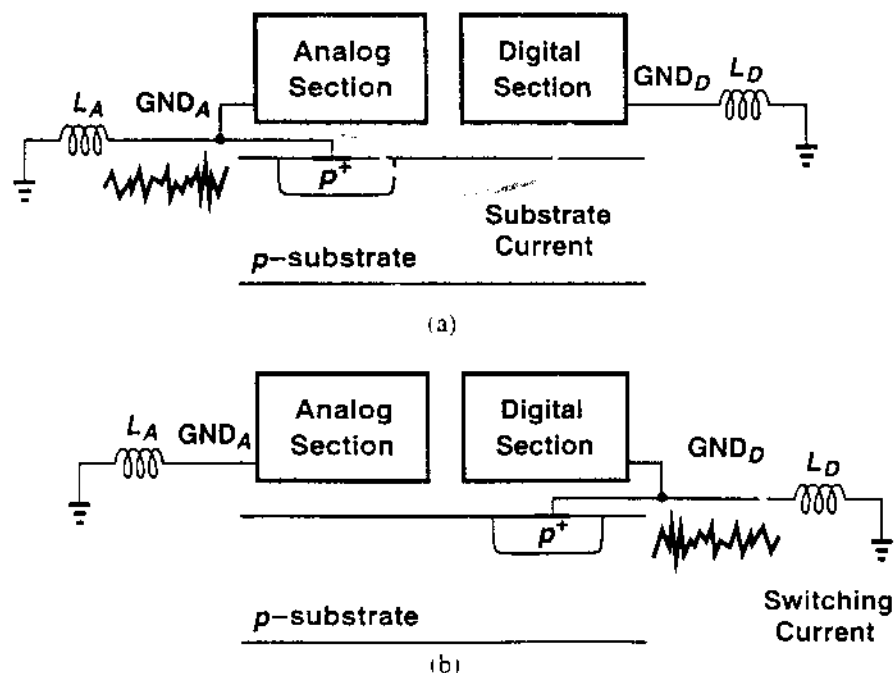 Analog
Section
Digital
Section
L_A
GND_A
GND_D
L_D
p+
Substrate
Current
p–substrate
(a)
Analog
Section
Digital
Section
L_A
GND_A
GND_D
L_D
p+
p–substrate
Switching
Current
(b)